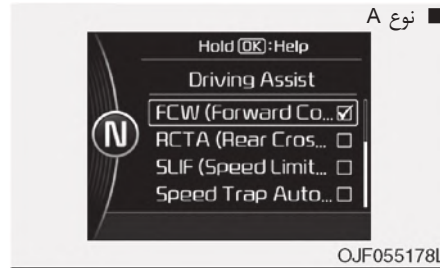 ■ نوع A
Hold OK : Help
Driving Assist
FCW (Forward Co... ☑
RCTA (Rear Cros... ☐
SLIF (Speed Limit... ☐
Speed Trap Auto... ☐
N
OJF055178L